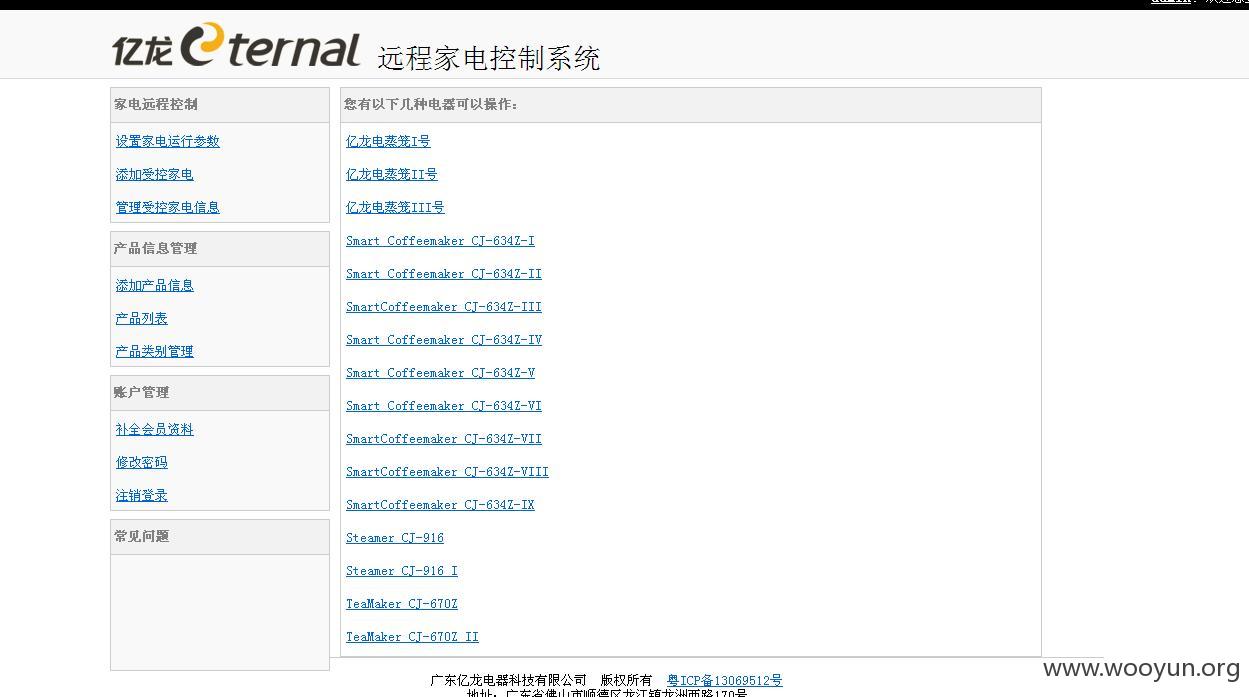 admin
亿龙eternal 远程家电控制系统
家电远程控制
设置家电运行参数
添加受控家电
管理受控家电信息
产品信息管理
添加产品信息
产品列表
产品类别管理
账户管理
补全会员资料
修改密码
注销登录
常见问题
您有以下几种电器可以操作：
亿龙电蒸笼I号
亿龙电蒸笼II号
亿龙电蒸笼III号
Smart Coffeemaker CJ-634Z-I
Smart Coffeemaker CJ-634Z-II
SmartCoffeemaker CJ-634Z-III
Smart Coffeemaker CJ-634Z-IV
Smart Coffeemaker CJ-634Z-V
Smart Coffeemaker CJ-634Z-VI
SmartCoffeemaker CJ-634Z-VII
SmartCoffeemaker CJ-634Z-VIII
SmartCoffeemaker CJ-634Z-IX
Steamer CJ-916
Steamer CJ-916 I
TeaMaker CJ-670Z
TeaMaker CJ-670Z II
www.wooyun.org
广东亿龙电器科技有限公司 版权所有 粤ICP备13069512号
地址：广东省佛山市顺德区龙江镇龙洲西路170号